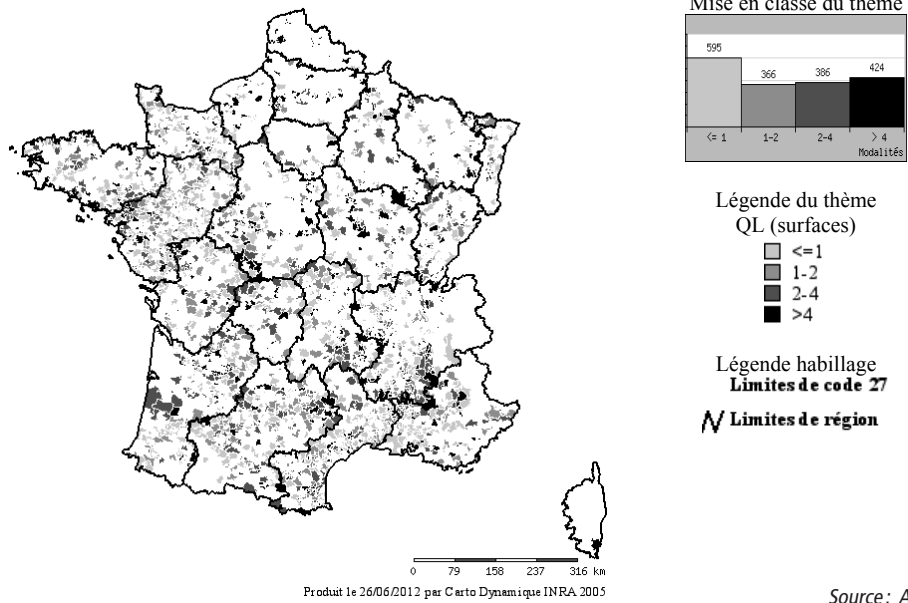 Mise en classe du thème
595
366
386
424
<= 1
1-2
2-4
> 4
Modalités
Légende du thème
QL (surfaces)
<=1
1-2
2-4
>4
Légende habillage
Limites de code 27
Limites de région
0 79 158 237 316 km
Produit le 26/06/2012 par Carto Dynamique INRA 2005
Source: A